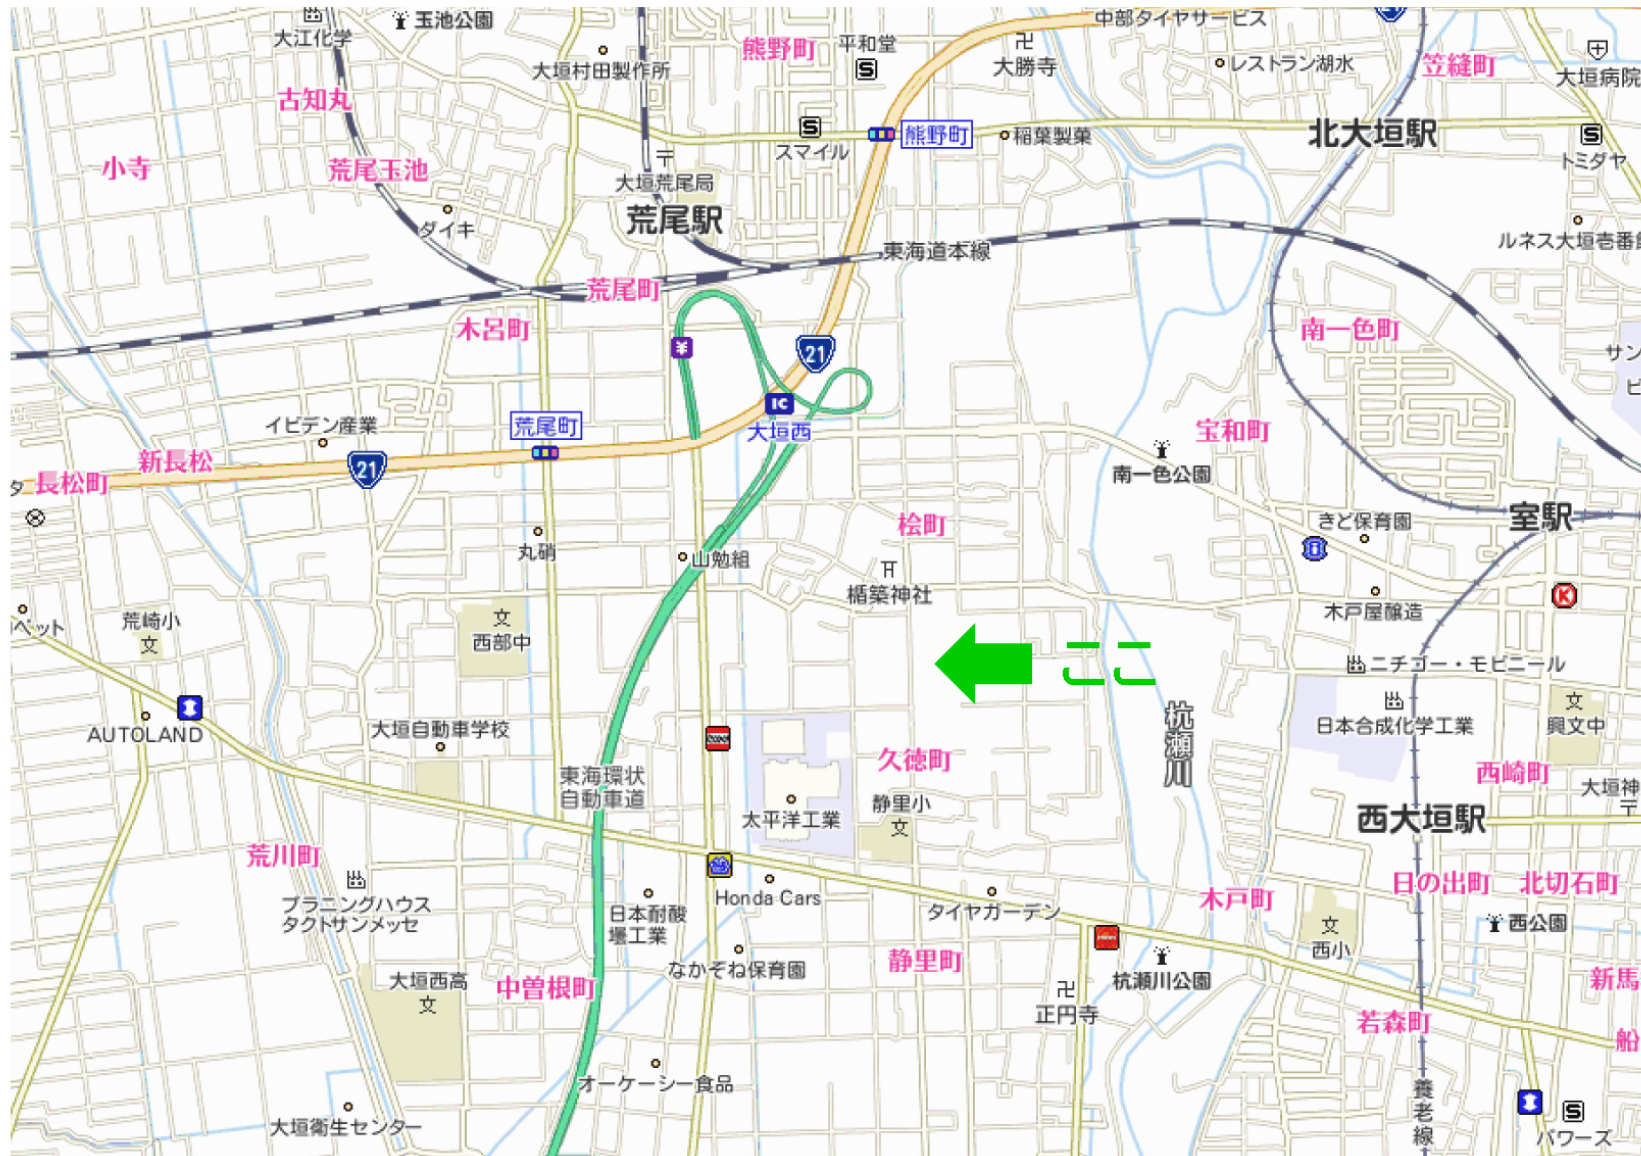 大江化学
玉池公園
熊野町
平和堂
中部タイヤサービス
大勝寺
レストラン湖水
笠縫町
大垣病院
大垣村田製作所
古知丸
小寺
荒尾玉池
スマイル
熊野町
稲葉製菓
北大垣駅
トミダヤ
大垣荒尾局
荒尾駅
ダイキ
東海道本線
ルネス大垣壱番館
荒尾町
木呂町
21
南一色町
サン
ビ
イビデン産業
荒尾町
IC
大垣西
宝和町
新長松
21
長松町
タ
南一色公園
桧町
きど保育園
室駅
丸硝
山勉組
楯築神社
木戸屋醸造
K
ペット
荒崎小
文
文
西部中
ここ
ニチゴー・モビニール
日本合成化学工業
文
興文中
AUTOLAND
大垣自動車学校
杭瀬川
東海環状
自動車道
久徳町
西崎町
大垣神
太平洋工業
静里小
文
西大垣駅
荒川町
プラニングハウス
タクトサンメッセ
日本耐酸
壜工業
Honda Cars
タイヤガーデン
木戸町
日の出町
北切石町
文
西小
西公園
なかぞね保育園
静里町
杭瀬川公園
大垣西高
文
中曽根町
正円寺
新馬
若森町
船
オーケーシー食品
養老線
大垣衛生センター
S
パワーズ